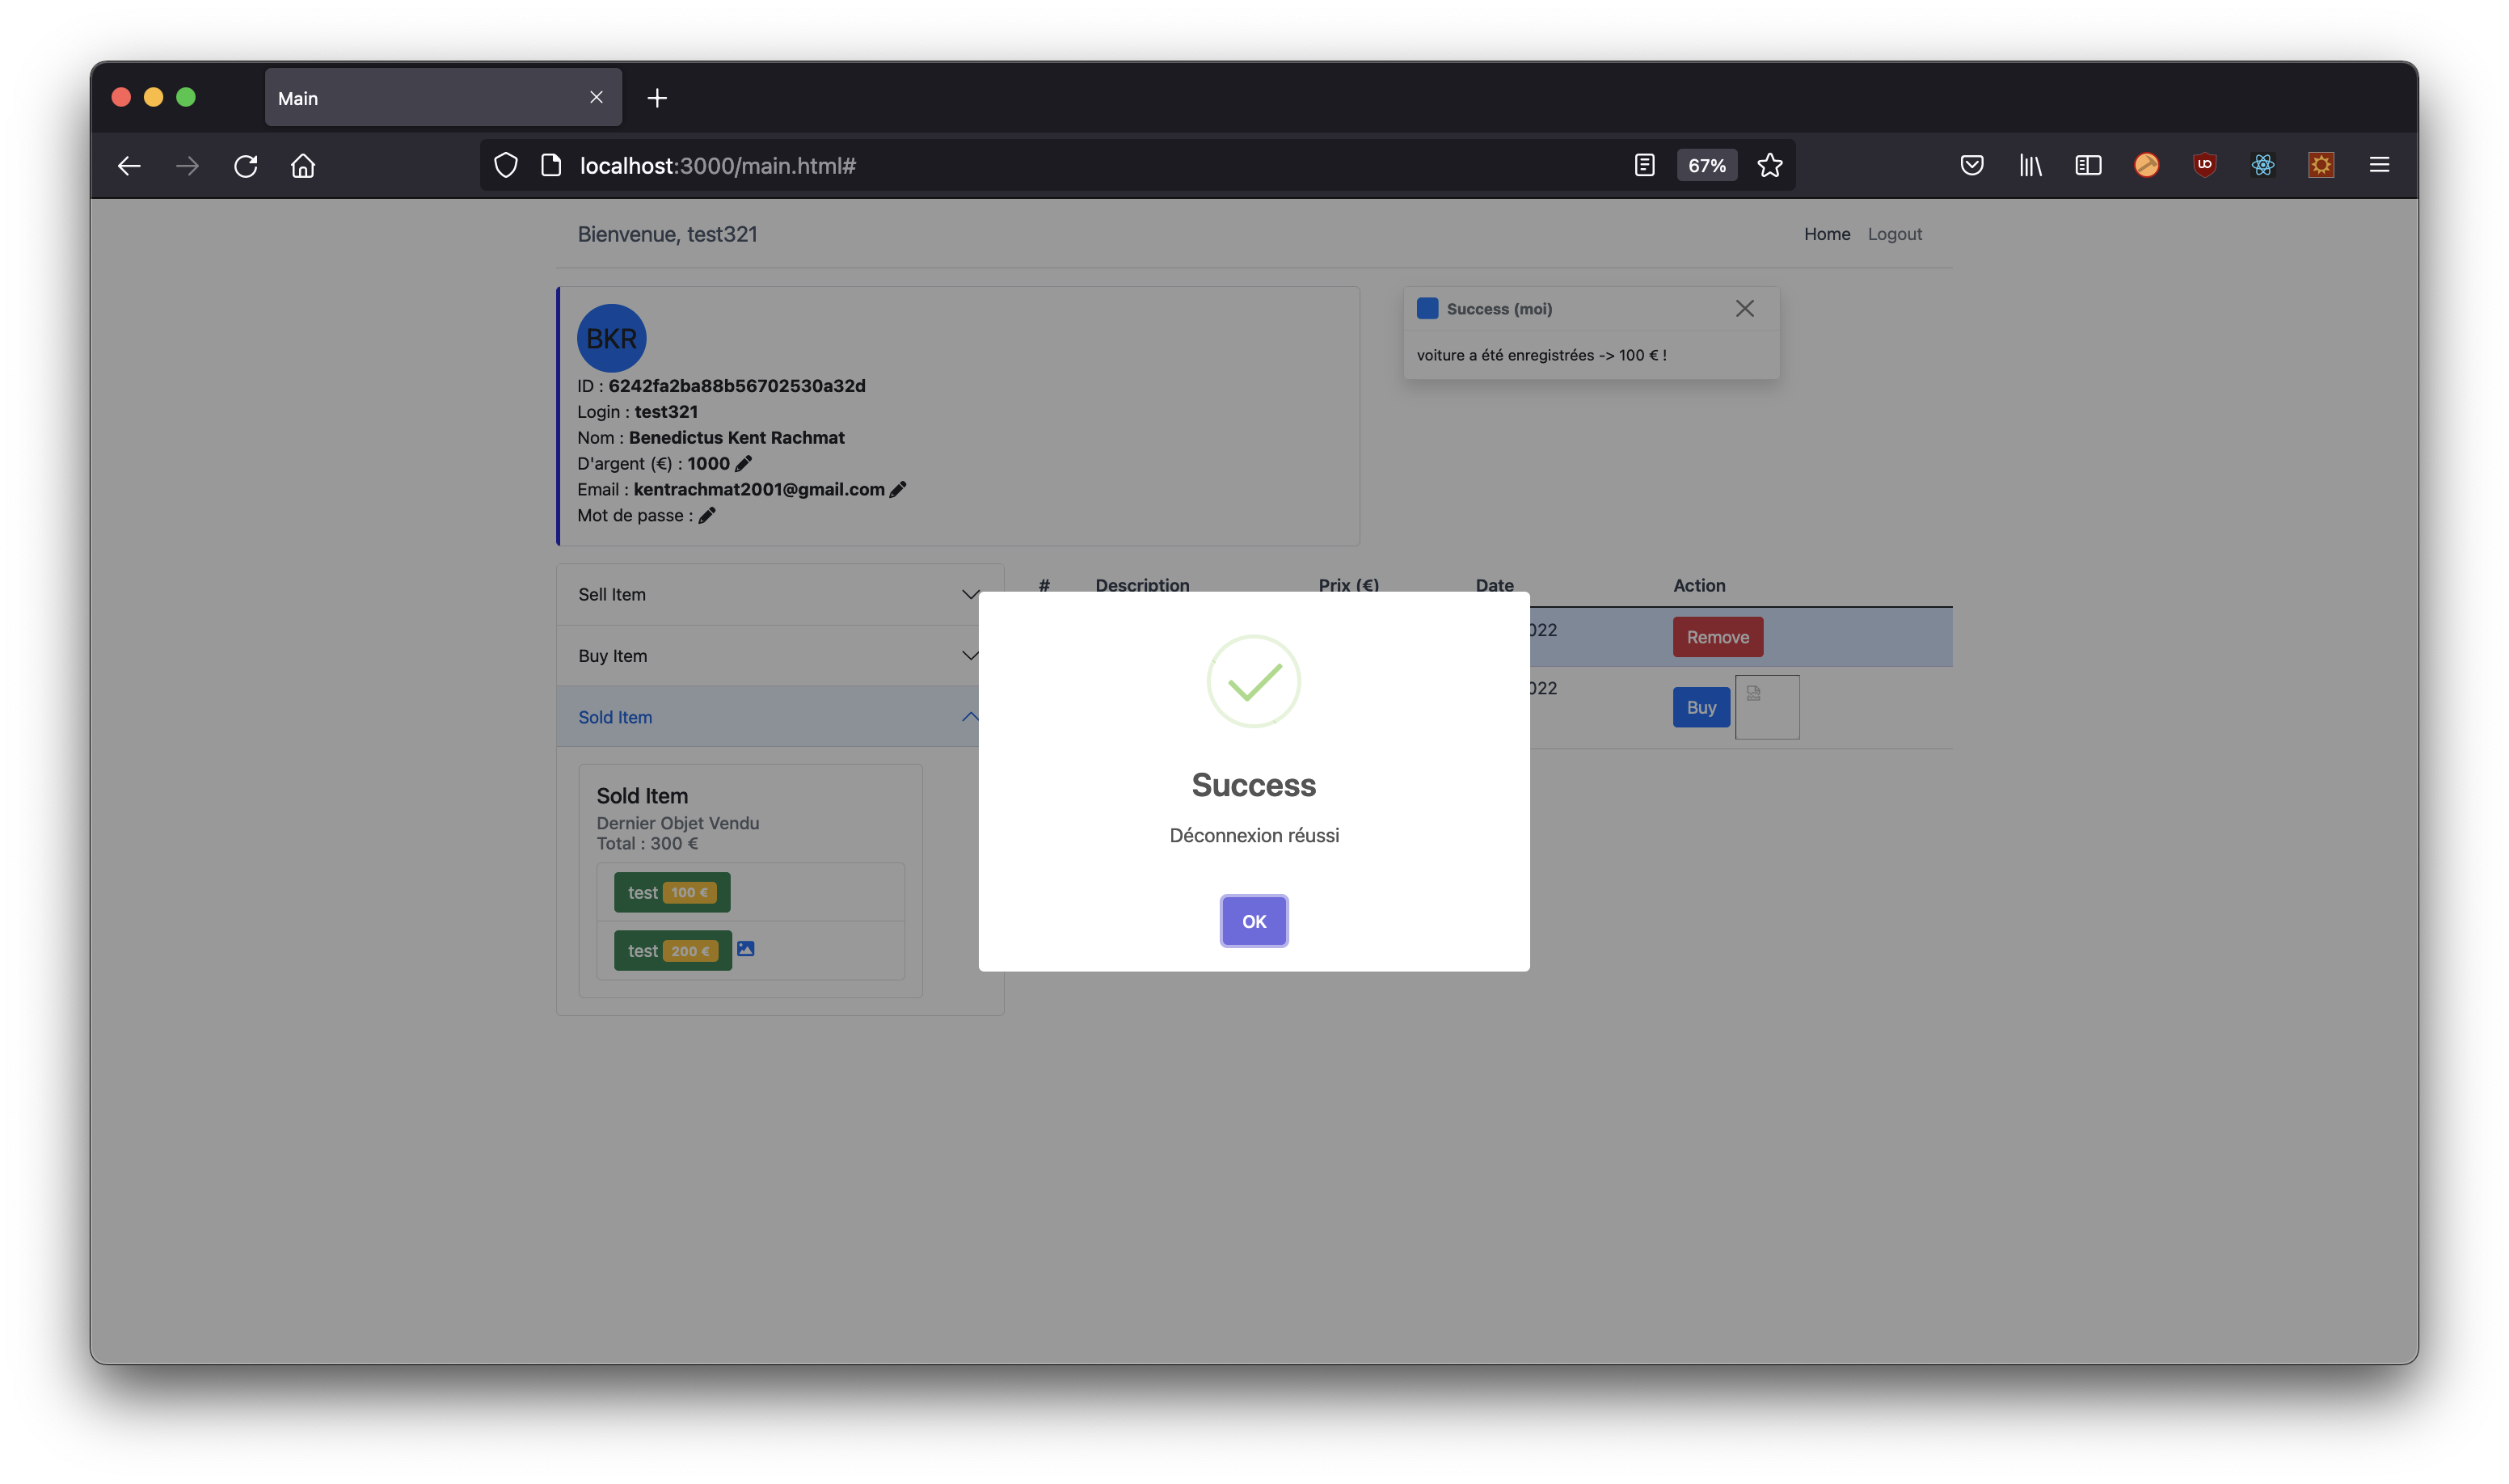 Main
localhost:3000/main.html#
67%
Bienvenue, test321
Home Logout
BKR
ID : 6242fa2ba88b56702530a32d
Login : test321
Nom : Benedictus Kent Rachmat
D'argent (€) : 1000
Email : kentrachmat2001@gmail.com
Mot de passe :
Success (moi)
voiture a été enregistrées -> 100 € !
Sell Item
Buy Item
Sold Item
Sold Item
Dernier Objet Vendu
Total : 300 €
test 100 €
test 200 €
# Description Prix (€) Date Action
022 Remove
022 Buy
Success
Déconnexion réussi
OK